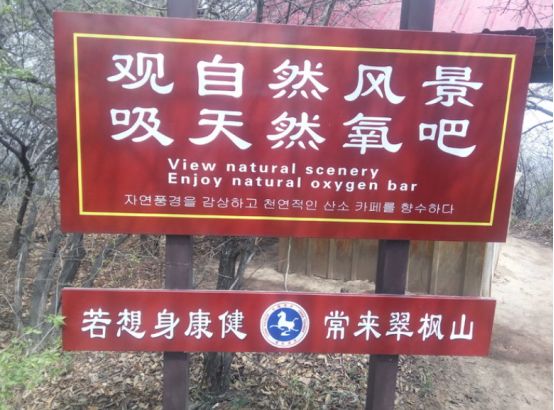 观自然风景
吸天然氧吧
View natural scenery
Enjoy natural oxygen bar
자연풍경을 감상하고 천연적인 산소 카페를 향수하다
若想身康健 常来翠枫山